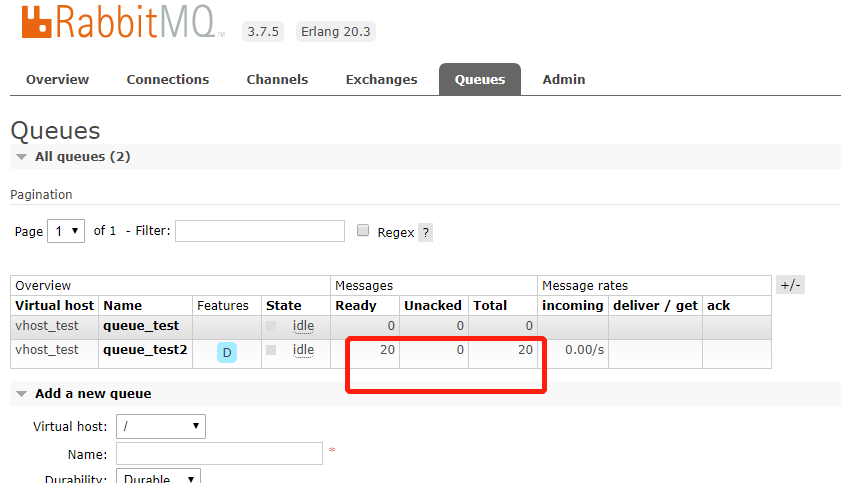 RabbitMQ TM 3.7.5 Erlang 20.3
Overview Connections Channels Exchanges Queues Admin
Queues
All queues (2)
Pagination
Page 1 of 1 - Filter: Regex ?
Overview Messages Message rates +/-
Virtual host Name Features State Ready Unacked Total incoming deliver / get ack
vhost_test queue_test idle 0 0 0
vhost_test queue_test2 D idle 20 0 20 0.00/s
Add a new queue
Virtual host: /
Name: *
Durability: Durable